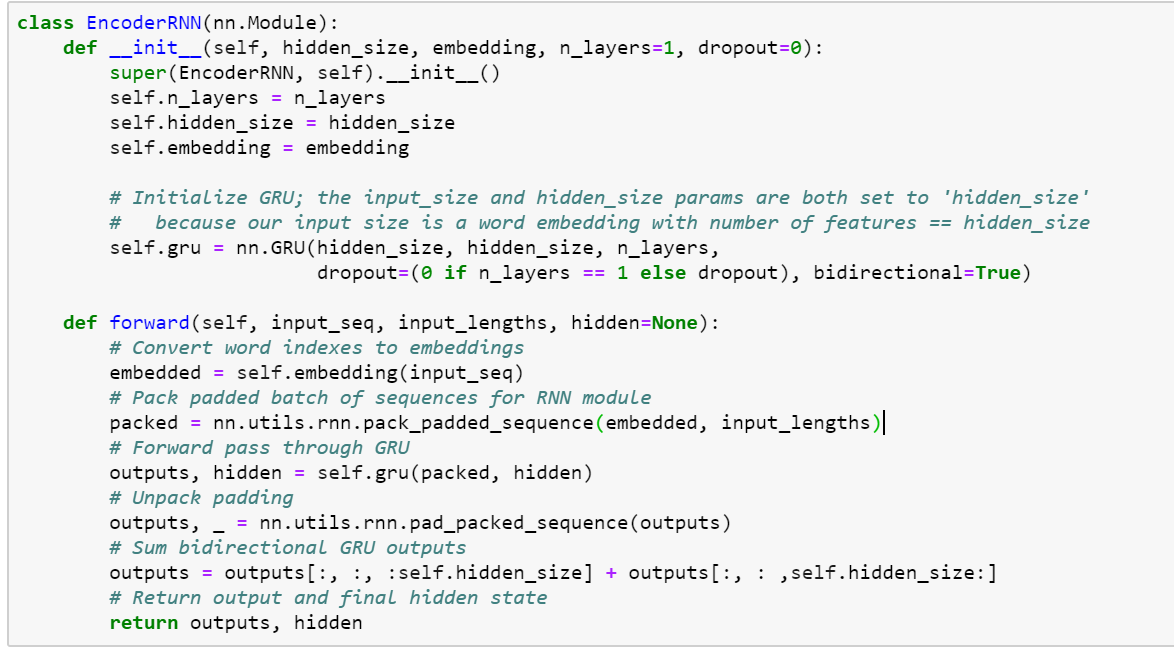 class EncoderRNN(nn.Module):
    def __init__(self, hidden_size, embedding, n_layers=1, dropout=0):
        super(EncoderRNN, self).__init__()
        self.n_layers = n_layers
        self.hidden_size = hidden_size
        self.embedding = embedding

        # Initialize GRU; the input_size and hidden_size params are both set to 'hidden_size'
        #   because our input size is a word embedding with number of features == hidden_size
        self.gru = nn.GRU(hidden_size, hidden_size, n_layers,
                          dropout=(0 if n_layers == 1 else dropout), bidirectional=True)

    def forward(self, input_seq, input_lengths, hidden=None):
        # Convert word indexes to embeddings
        embedded = self.embedding(input_seq)
        # Pack padded batch of sequences for RNN module
        packed = nn.utils.rnn.pack_padded_sequence(embedded, input_lengths)
        # Forward pass through GRU
        outputs, hidden = self.gru(packed, hidden)
        # Unpack padding
        outputs, _ = nn.utils.rnn.pad_packed_sequence(outputs)
        # Sum bidirectional GRU outputs
        outputs = outputs[:, :, :self.hidden_size] + outputs[:, : ,self.hidden_size:]
        # Return output and final hidden state
        return outputs, hidden